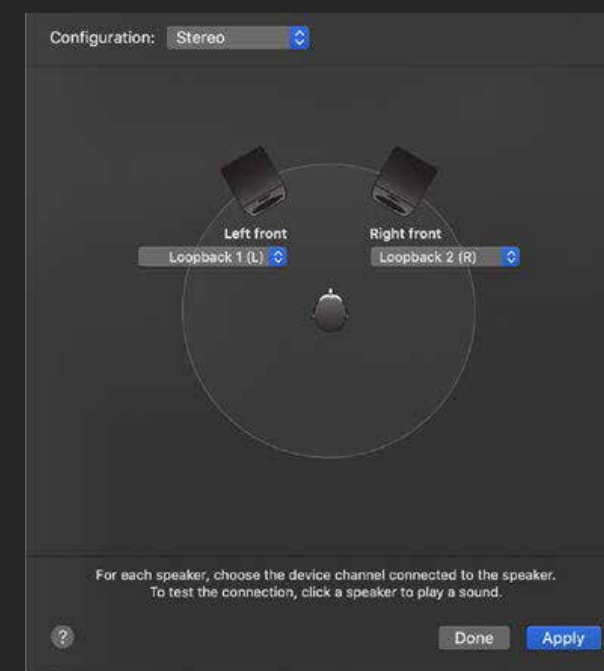 Configuration: Stereo
Left front Right front
Loopback 1 (L) Loopback 2 (R)
For each speaker, choose the device channel connected to the speaker.
To test the connection, click a speaker to play a sound.
? Done Apply